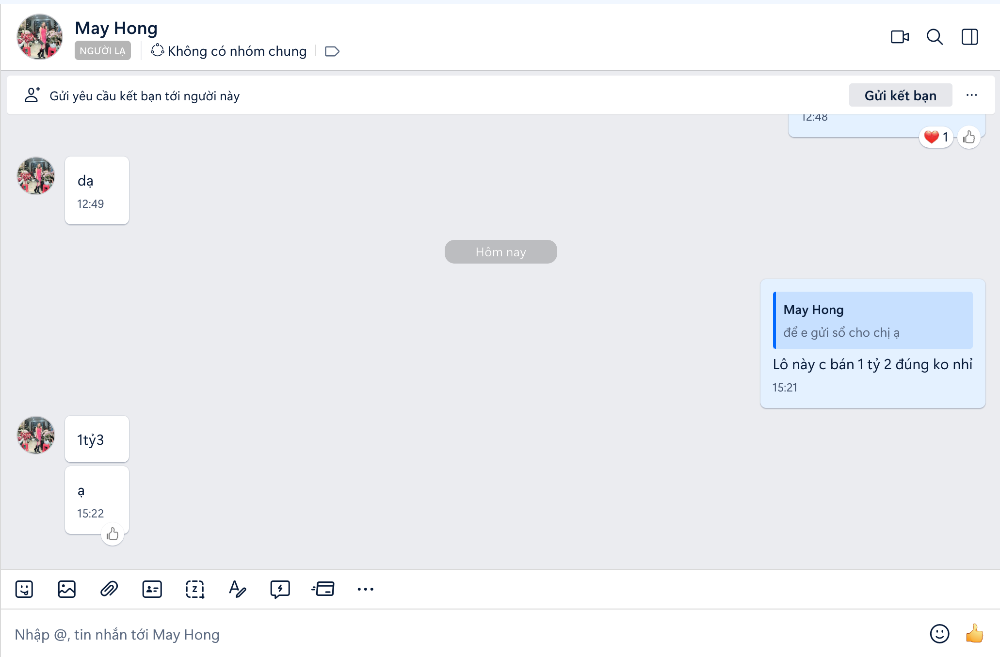 May Hong
NGƯỜI LẠ
Không có nhóm chung
Gửi yêu cầu kết bạn tới người này
Gửi kết bạn
12:48
1
dạ
12:49
Hôm nay
May Hong
để e gửi sổ cho chị ạ
Lô này c bán 1 tỷ 2 đúng ko nhỉ
15:21
1tỷ3
ạ
15:22
Nhập @, tin nhắn tới May Hong